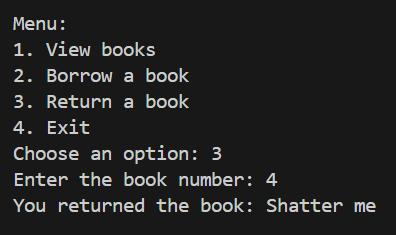 Menu:
1. View books
2. Borrow a book
3. Return a book
4. Exit
Choose an option: 3
Enter the book number: 4
You returned the book: Shatter me